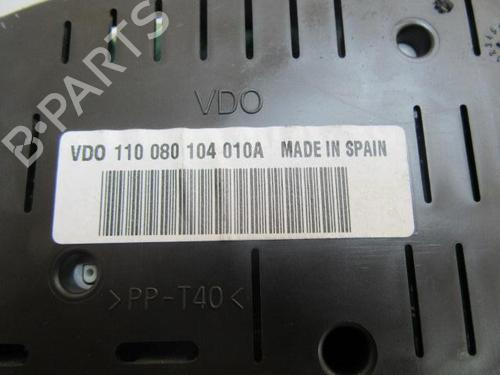 B-PARTS
VDO
VDO 110 080 104 010A MADE IN SPAIN
>PP-T40<